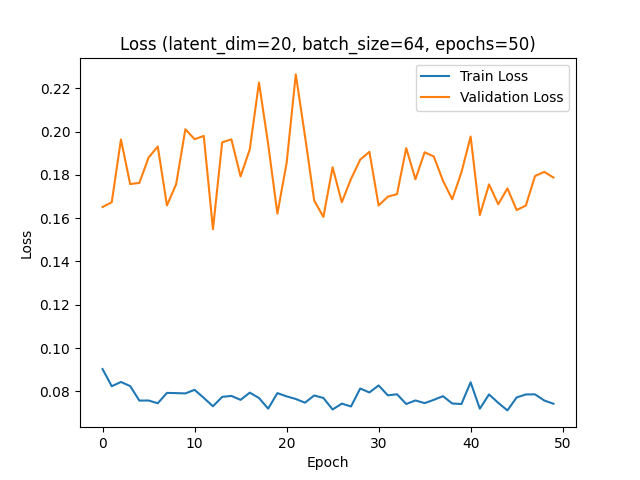 Loss (latent_dim=20, batch_size=64, epochs=50)
Train Loss
Validation Loss
0.22
0.20
0.18
0.16
0.14
0.12
0.10
0.08
Loss
0
10
20
30
40
50
Epoch